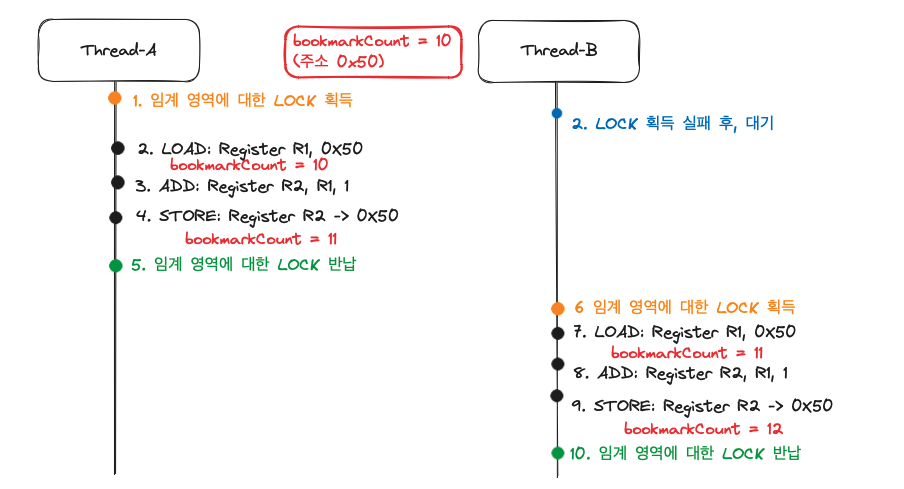 Thread-A
bookmarkCount = 10
(주소 0x50)
Thread-B
1. 임계 영역에 대한 LOCK 획득
2. LOCK 획득 실패 후, 대기
2. LOAD: Register R1, 0x50
bookmarkCount = 10
3. ADD: Register R2, R1, 1
4. STORE: Register R2 -> 0x50
bookmarkCount = 11
5. 임계 영역에 대한 LOCK 반납
6 임계 영역에 대한 LOCK 획득
7. LOAD: Register R1, 0x50
bookmarkCount = 11
8. ADD: Register R2, R1, 1
9. STORE: Register R2 -> 0x50
bookmarkCount = 12
10. 임계 영역에 대한 LOCK 반납